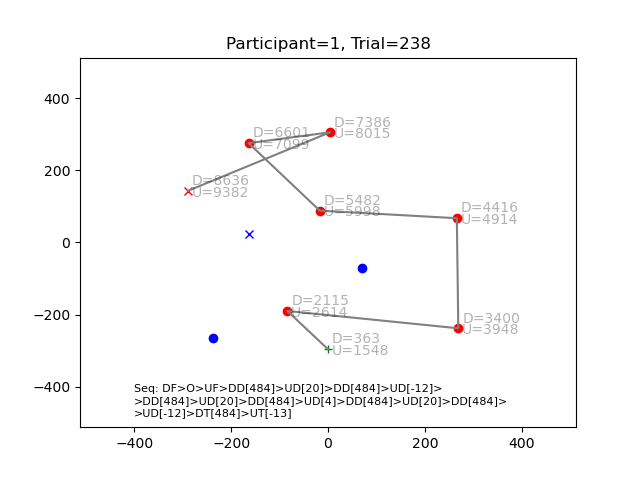 Participant=1, Trial=238
400
200
0
−200
−400
D=7386
U=8015
D=6601
U=7099
D=8636
U=9382
D=5482
U=5998
D=4416
U=4914
D=2115
U=2614
D=3400
U=3948
D=363
U=1548
Seq: DF>O>UF>DD[484]>UD[20]>DD[484]>UD[-12]>
>DD[484]>UD[20]>DD[484]>UD[4]>DD[484]>UD[20]>DD[484]>
>UD[-12]>DT[484]>UT[-13]
−400 −200 0 200 400